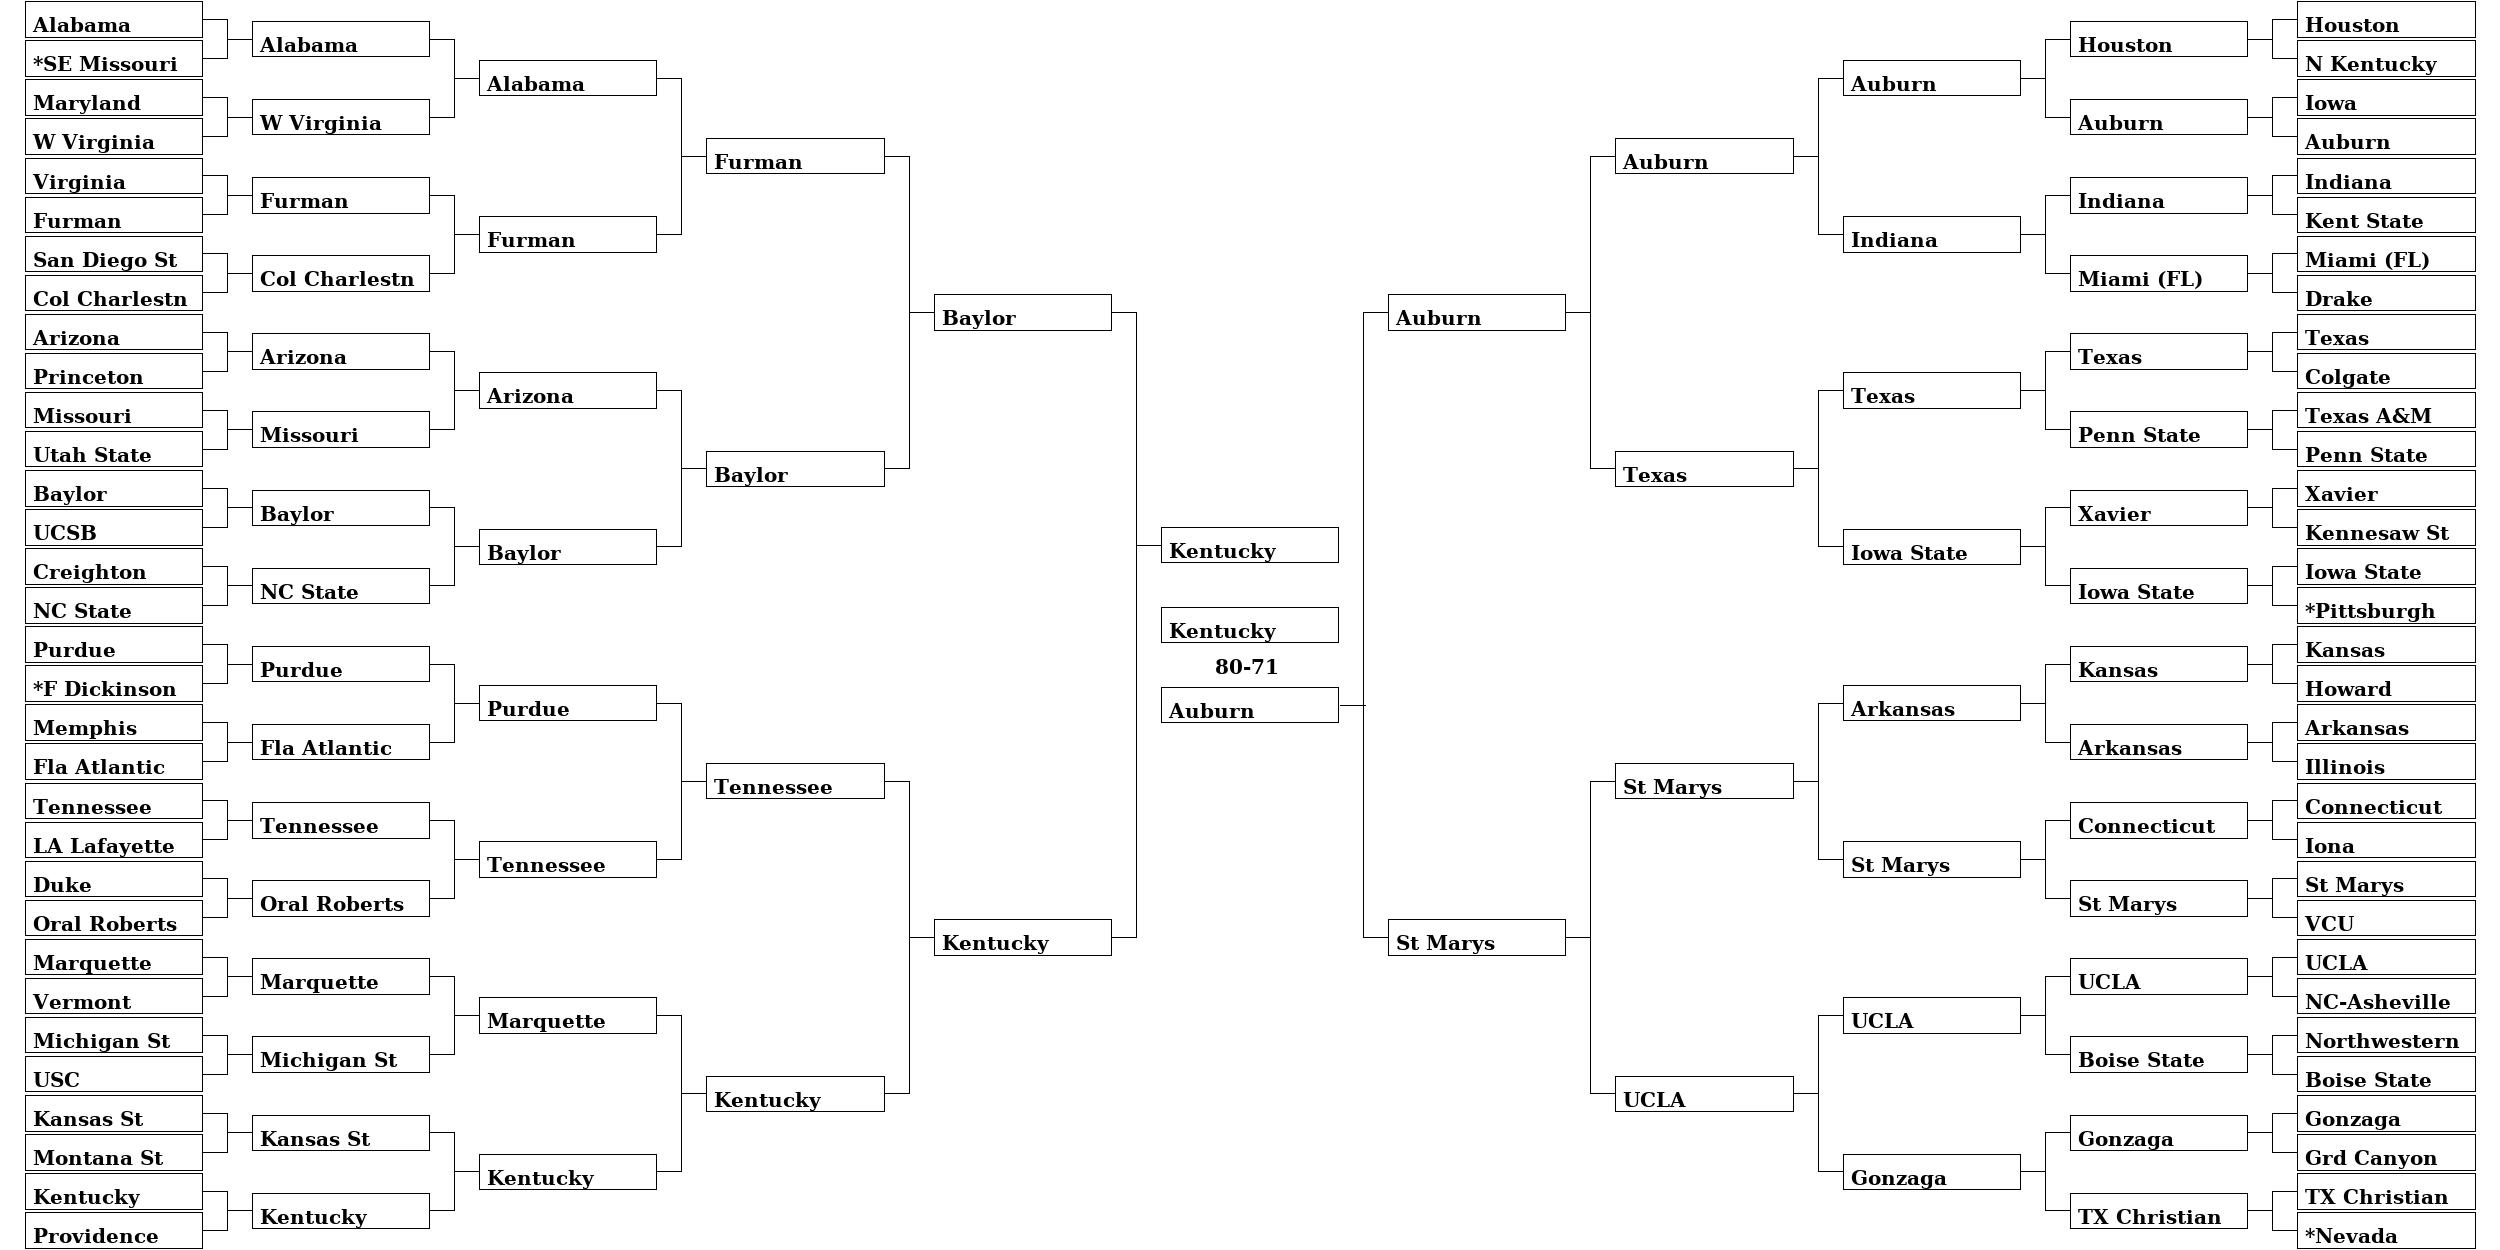 Alabama
*SE Missouri
Maryland
W Virginia
Virginia
Furman
San Diego St
Col Charlestn
Arizona
Princeton
Missouri
Utah State
Baylor
UCSB
Creighton
NC State
Purdue
*F Dickinson
Memphis
Fla Atlantic
Tennessee
LA Lafayette
Duke
Oral Roberts
Marquette
Vermont
Michigan St
USC
Kansas St
Montana St
Kentucky
Providence
Alabama
W Virginia
Furman
Col Charlestn
Arizona
Missouri
Baylor
NC State
Purdue
Fla Atlantic
Tennessee
Oral Roberts
Marquette
Michigan St
Kansas St
Kentucky
Alabama
Furman
Arizona
Baylor
Purdue
Tennessee
Marquette
Kentucky
Furman
Baylor
Tennessee
Kentucky
Baylor
Kentucky
Kentucky
Kentucky
80-71
Auburn
Auburn
St Marys
Auburn
Texas
St Marys
UCLA
Auburn
Indiana
Texas
Iowa State
Arkansas
St Marys
UCLA
Gonzaga
Houston
Auburn
Indiana
Miami (FL)
Texas
Penn State
Xavier
Iowa State
Kansas
Arkansas
Connecticut
St Marys
UCLA
Boise State
Gonzaga
TX Christian
Houston
N Kentucky
Iowa
Auburn
Indiana
Kent State
Miami (FL)
Drake
Texas
Colgate
Texas A&M
Penn State
Xavier
Kennesaw St
Iowa State
*Pittsburgh
Kansas
Howard
Arkansas
Illinois
Connecticut
Iona
St Marys
VCU
UCLA
NC-Asheville
Northwestern
Boise State
Gonzaga
Grd Canyon
TX Christian
*Nevada